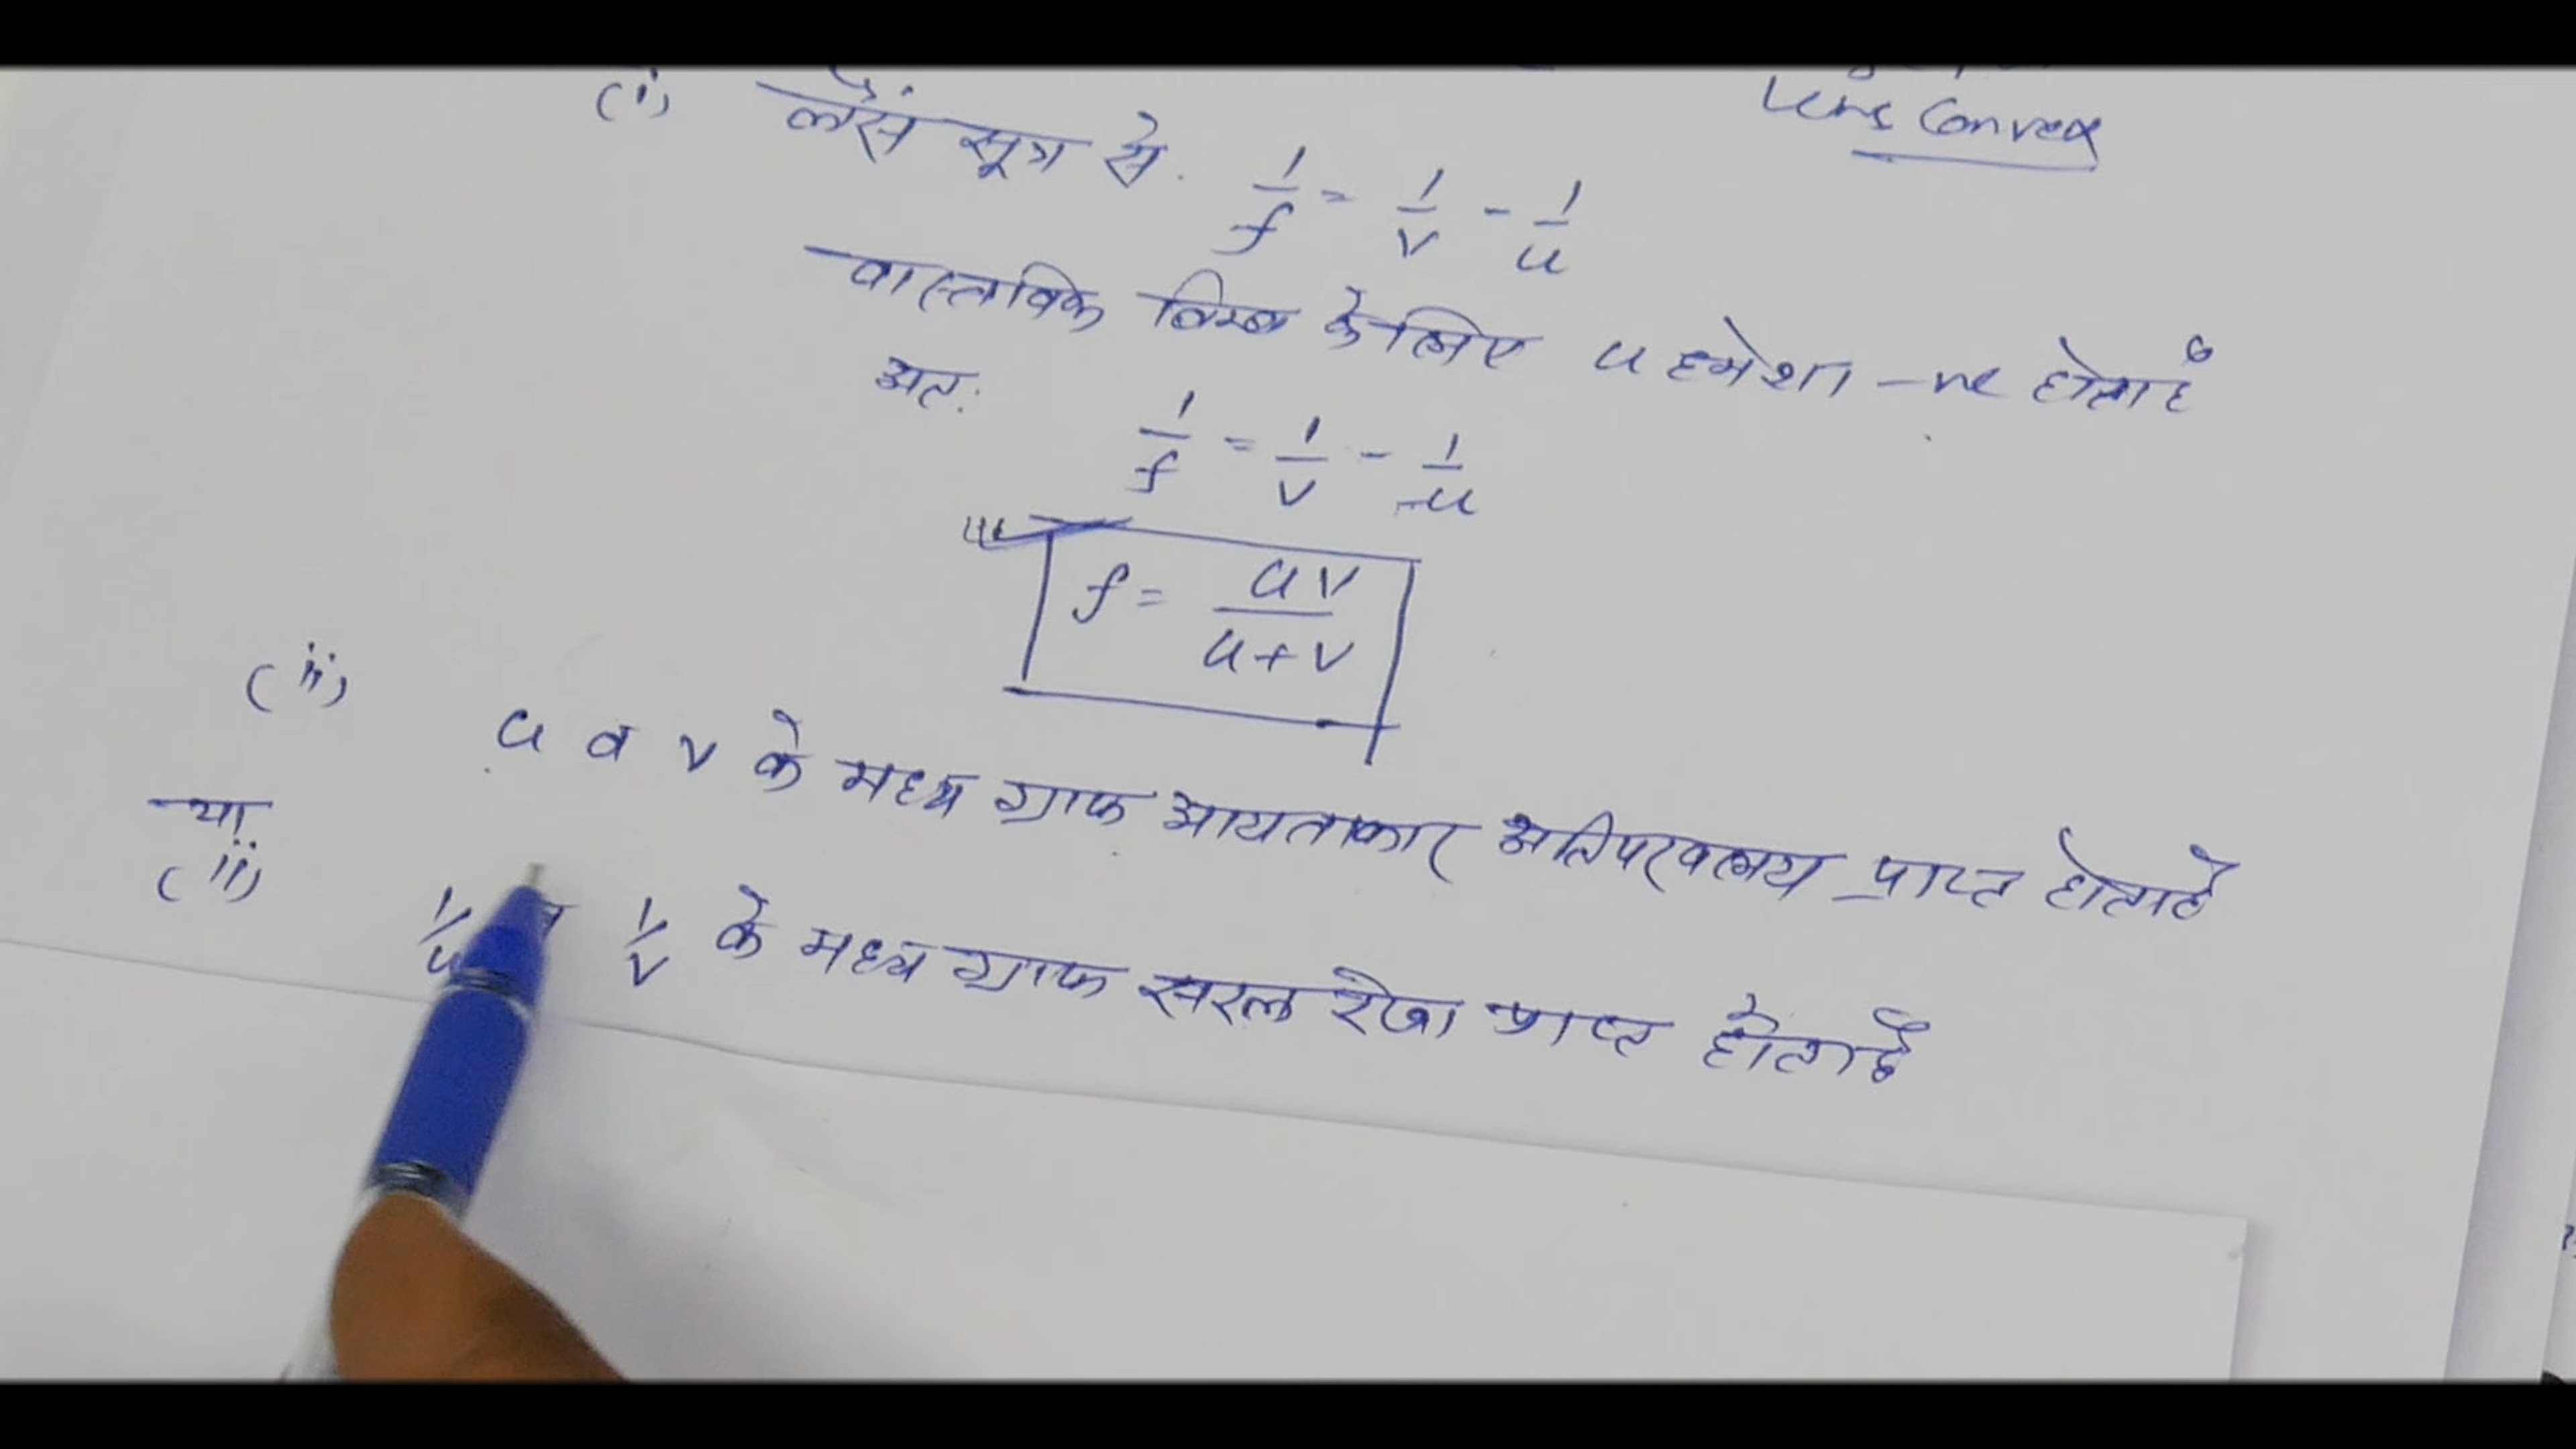 Lens Convex
(i) लेंस सूत्र से. 1/f = 1/v - 1/u
वास्तविक बिम्ब के लिए u हमेशा -ve होता है
अत:
1/f = 1/v - 1/-u
f = uv/u+v
(ii) u व v के मध्य ग्राफ आयताकार अतिपरवलय प्राप्त होता है
या
(ii) 1/u व 1/v के मध्य ग्राफ सरल रेखा प्राप्त होता है